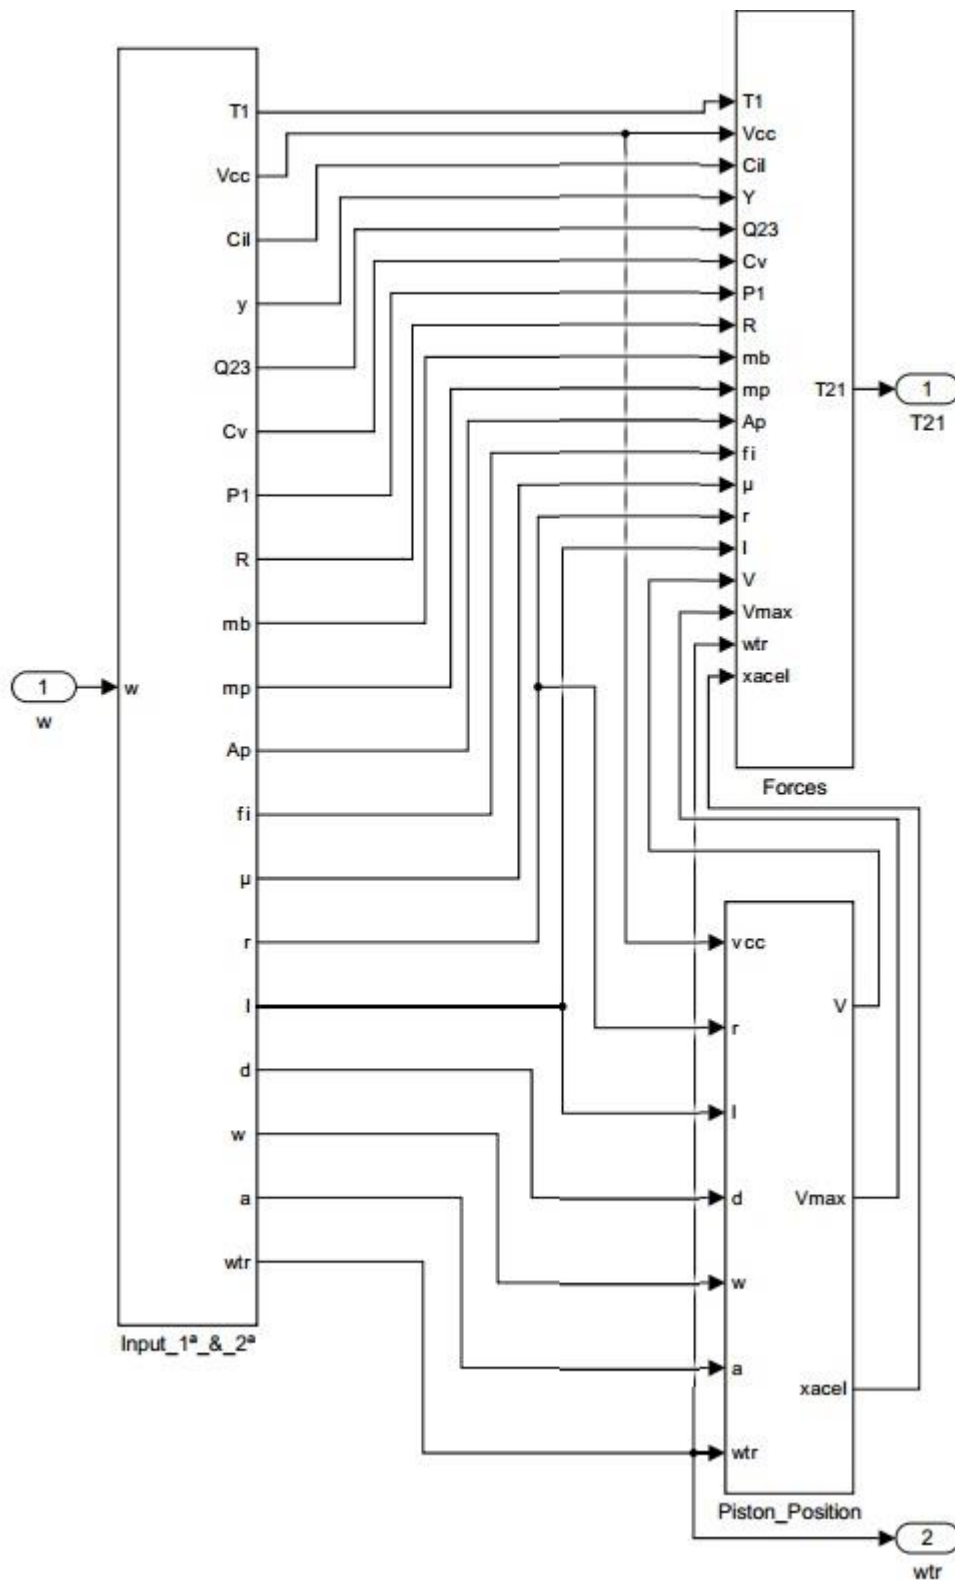 T1
Vcc
Cil
y
Q23
Cv
P1
R
mb
mp
Ap
fi
µ
r
l
d
w
a
wtr
1
w
w
Input_1ª_&_2ª
T1
Vcc
Cil
Y
Q23
Cv
P1
R
mb
mp
Ap
fi
µ
r
l
V
Vmax
wtr
xacel
T21
Forces
1
T21
vcc
r
l
d
w
a
wtr
V
Vmax
xacel
Piston_Position
2
wtr